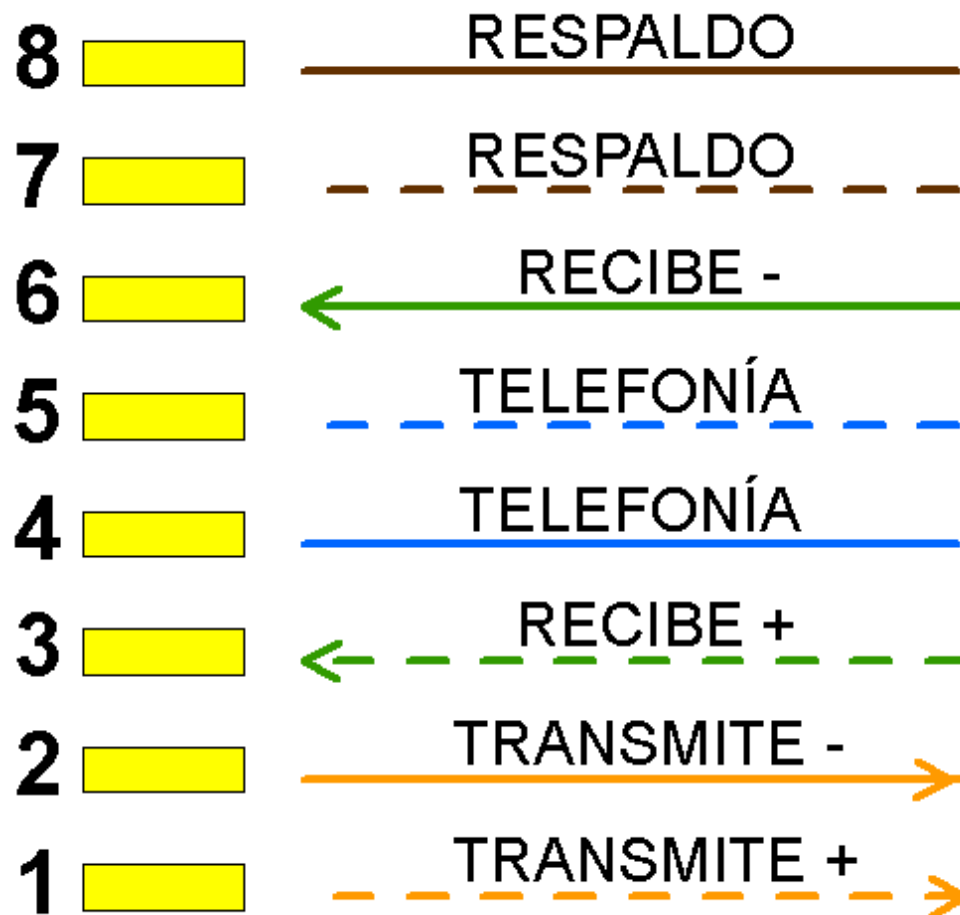 8 RESPALDO
7 RESPALDO
6 RECIBE -
5 TELEFONÍA
4 TELEFONÍA
3 RECIBE +
2 TRANSMITE -
1 TRANSMITE +